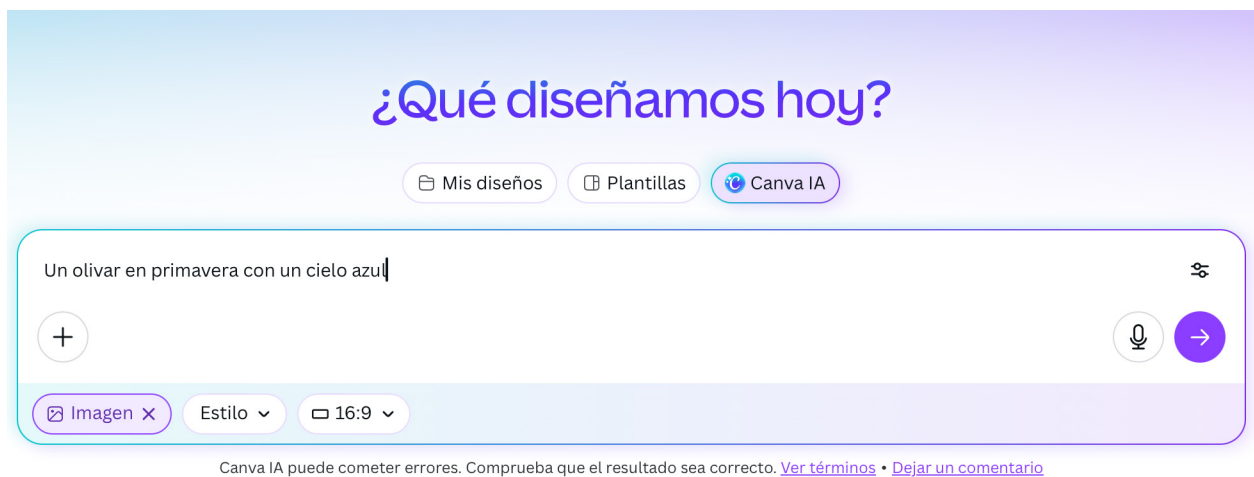 ¿Qué diseñamos hoy?
Mis diseños Plantillas Canva IA
Un olivar en primavera con un cielo azul
Imagen Estilo 16:9
Canva IA puede cometer errores. Comprueba que el resultado sea correcto. Ver términos • Dejar un comentario